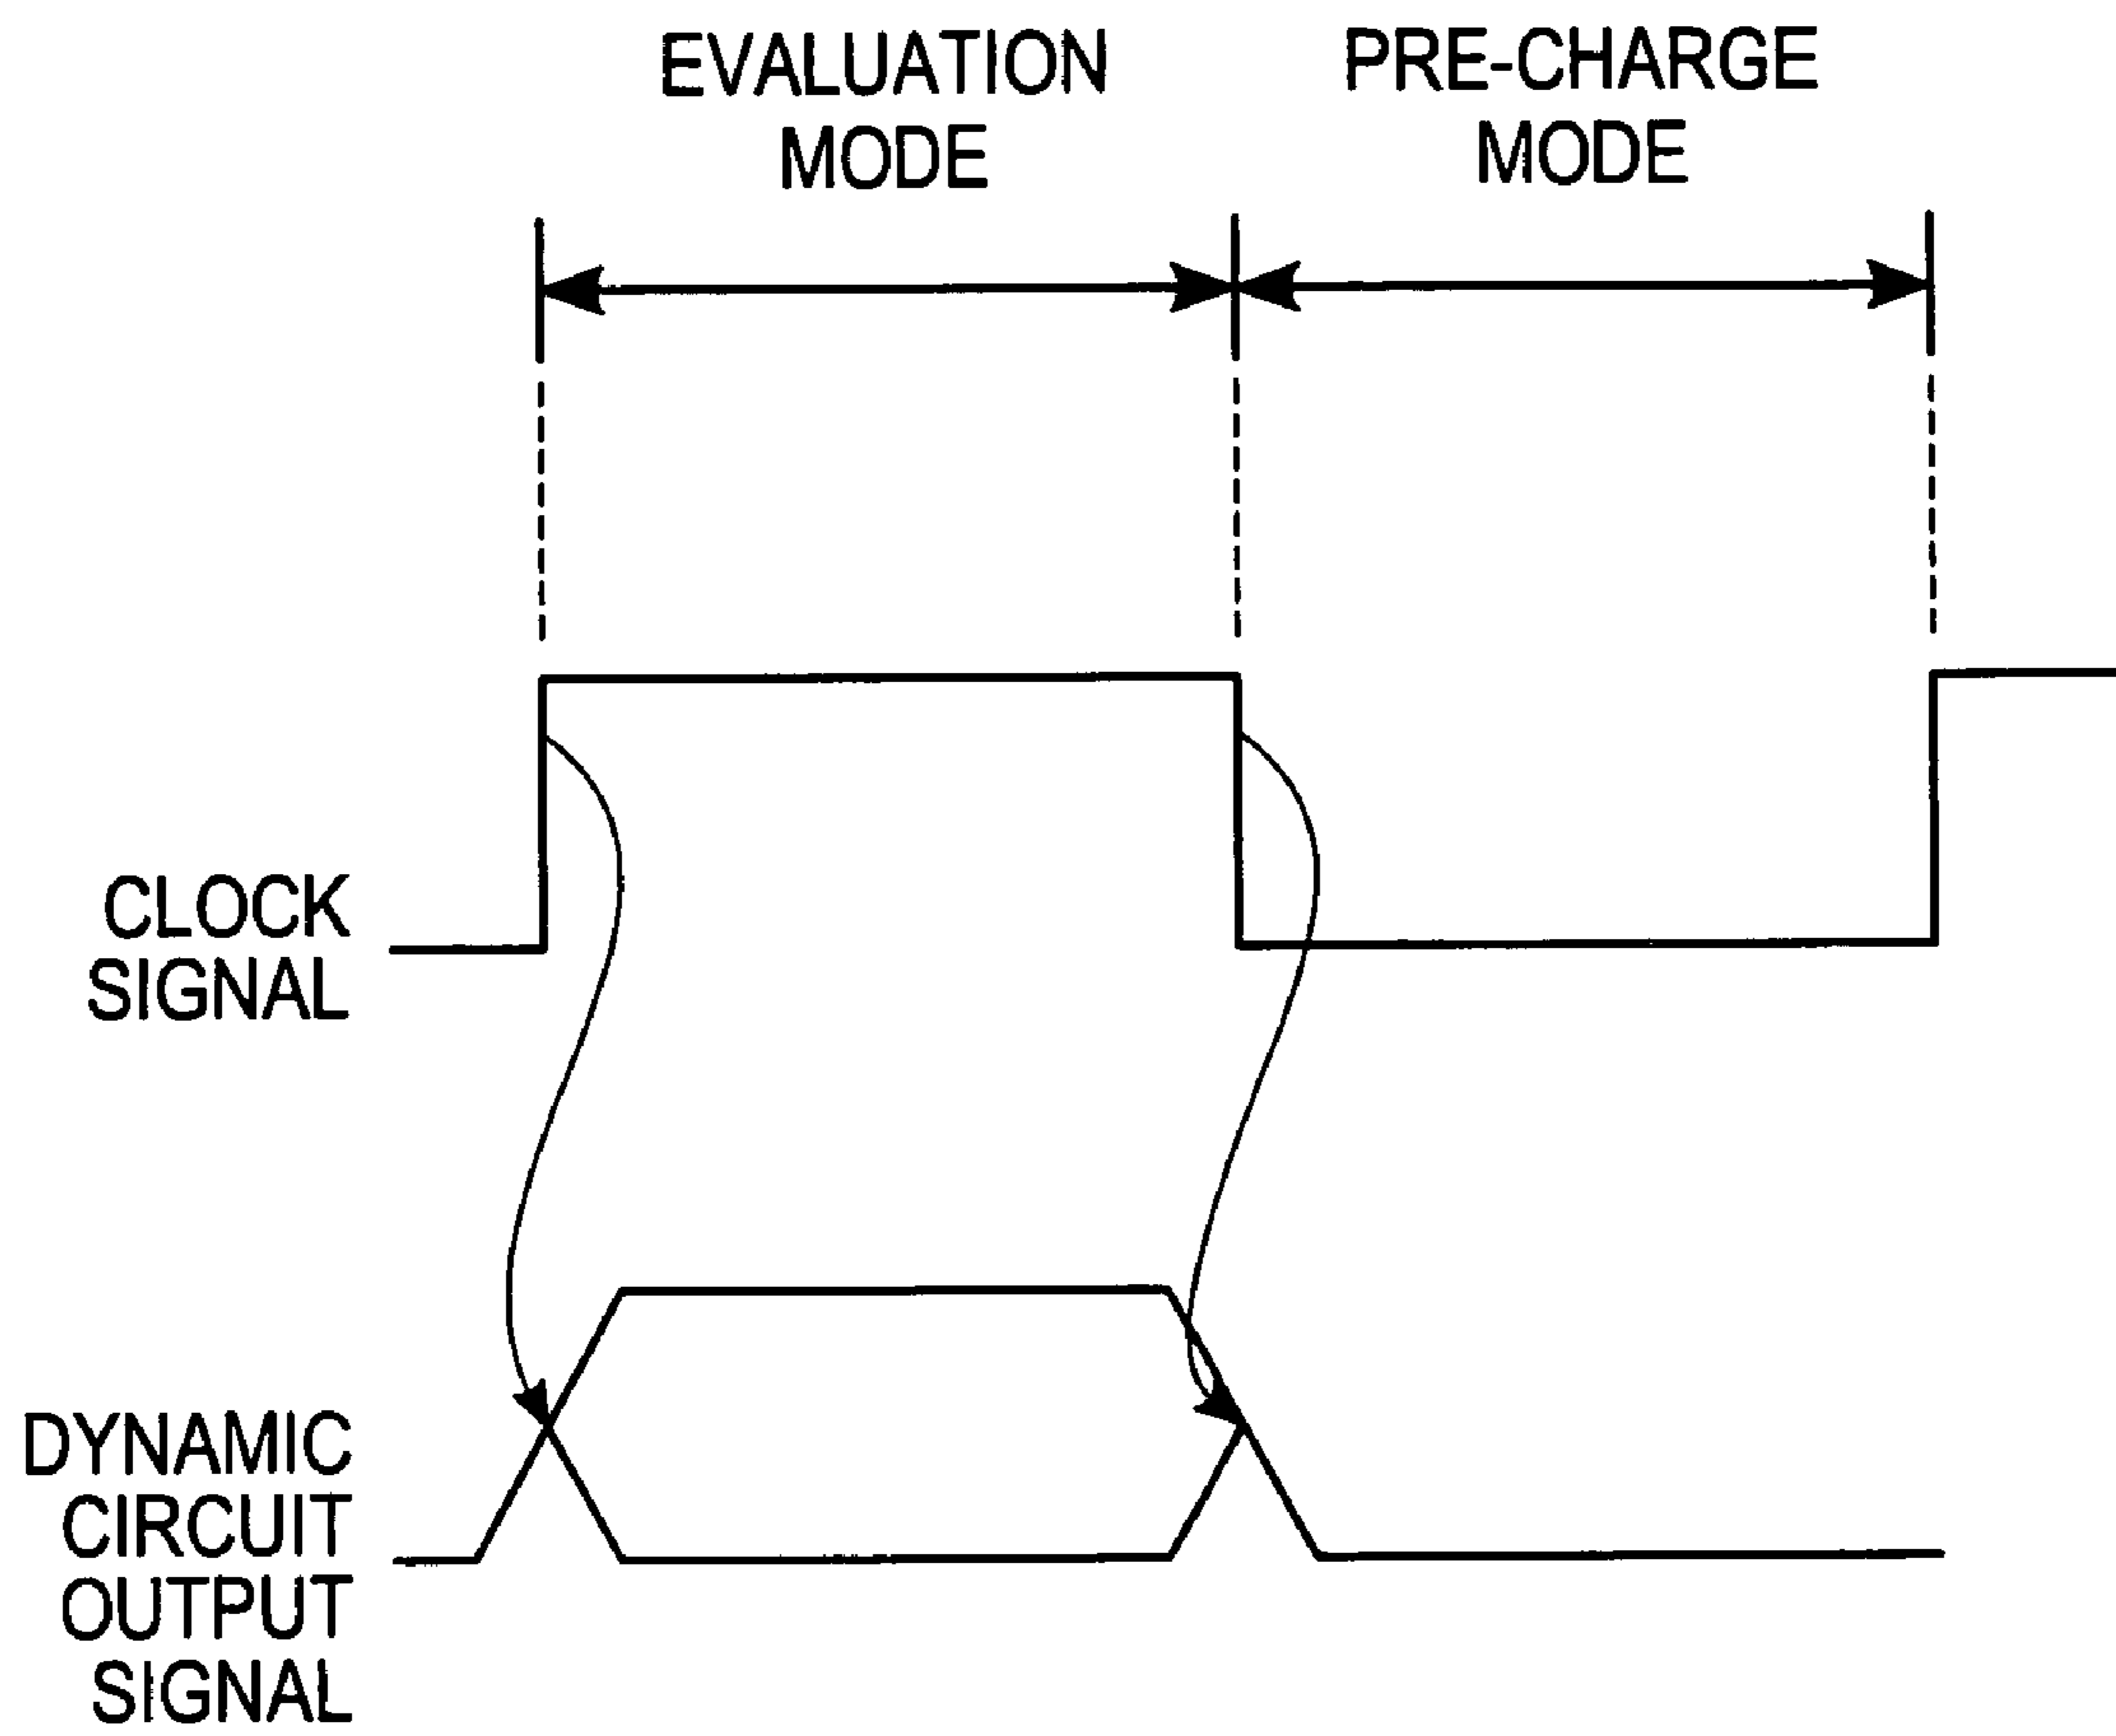 EVALUATION
MODE
PRE-CHARGE
MODE
CLOCK
SIGNAL
DYNAMIC
CIRCUIT
OUTPUT
SIGNAL